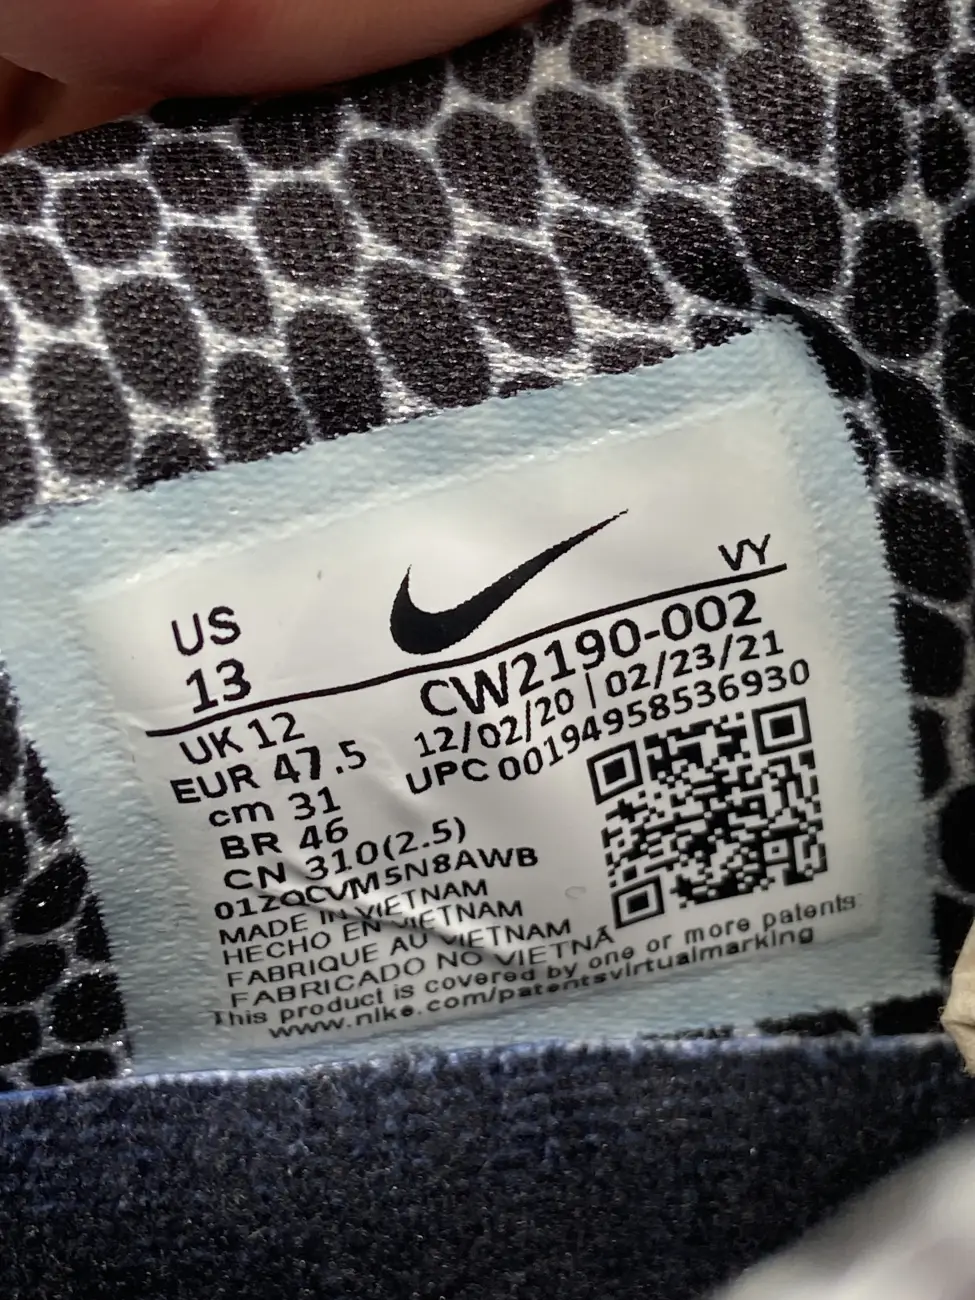 VY
US
13
CW2190-002
12/02/20 | 02/23/21
UPC 00194958536930
UK 12
EUR 47.5
cm 31
BR 46
CN 310(2.5)
01ZQCVM5N8AWB
MADE IN VIETNAM
HECHO EN VIETNAM
FABRIQUE AU VIETNAM
FABRICADO NO VIETNÃ
This product is covered by one or more patents:
www.nike.com/patentsvirtualmarking